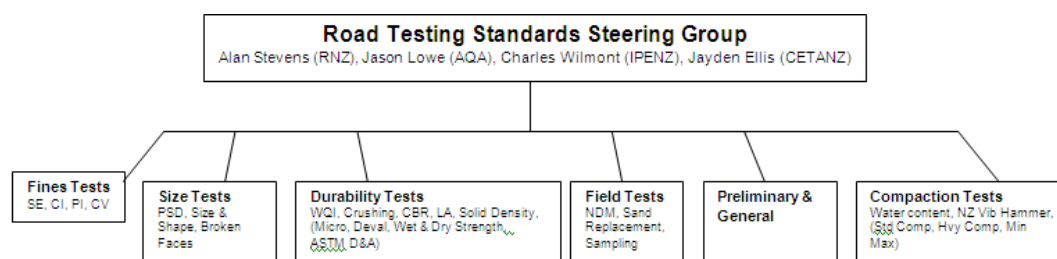 Road Testing Standards Steering Group
Alan Stevens (RNZ), Jason Lowe (AQA), Charles Wilmont (IPENZ), Jayden Ellis (CETANZ)
Fines Tests
SE, CI, PI, CV
Size Tests
PSD, Size &
Shape, Broken
Faces
Durability Tests
WQI, Crushing, CBR, LA, Solid Density,
(Micro, Deval, Wet & Dry Strength,
ASTM D&A)
Field Tests
NDM, Sand
Replacement,
Sampling
Preliminary &
General
Compaction Tests
Water content, NZ Vib Hammer,
(Std Comp, Hvy Comp, Min
Max)